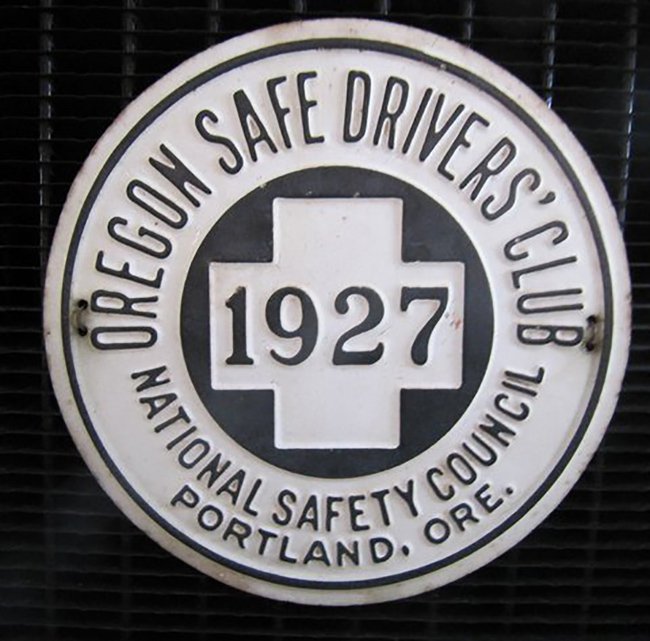 OREGON SAFE DRIVERS' CLUB
1927
NATIONAL SAFETY COUNCIL
PORTLAND, ORE.